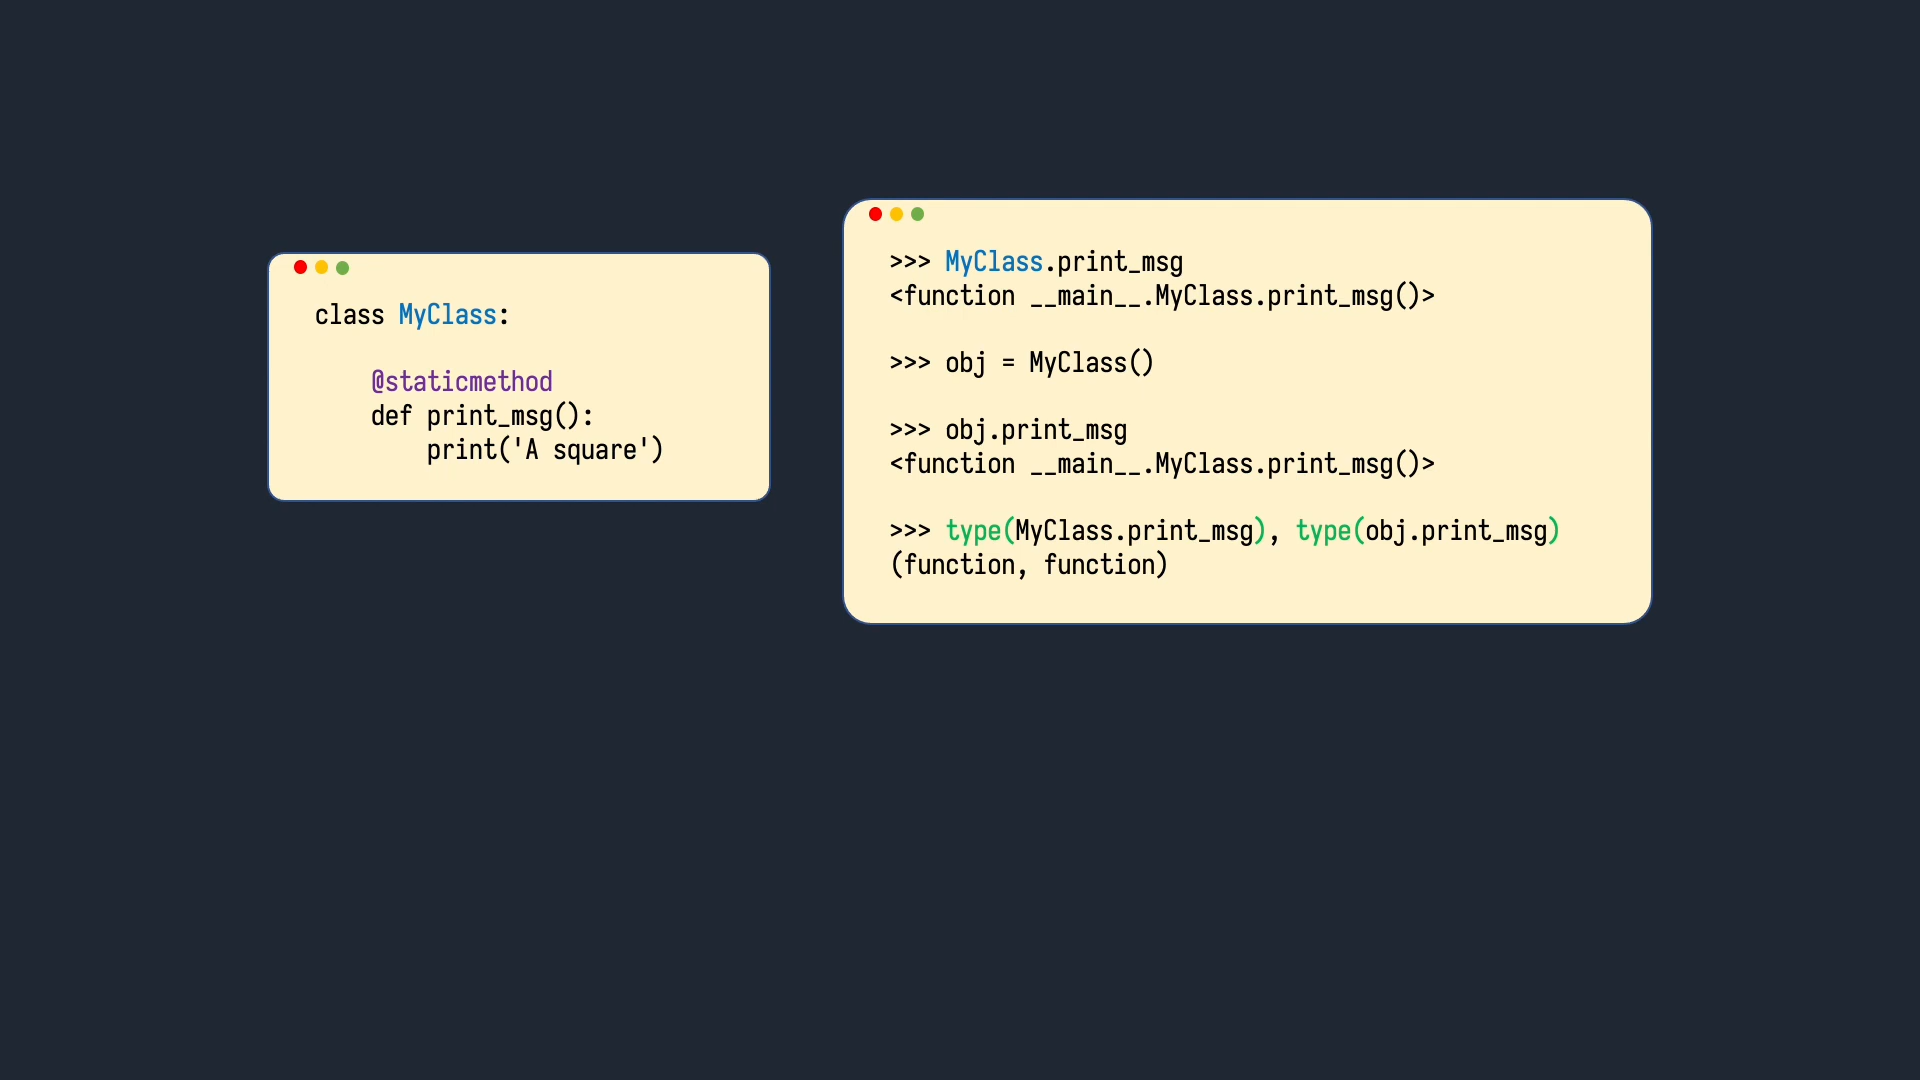 class MyClass:
@staticmethod
def print_msg():
print('A square')
>>> MyClass.print_msg
<function __main__.MyClass.print_msg()>
>>> obj = MyClass()
>>> obj.print_msg
<function __main__.MyClass.print_msg()>
>>> type(MyClass.print_msg), type(obj.print_msg)
(function, function)